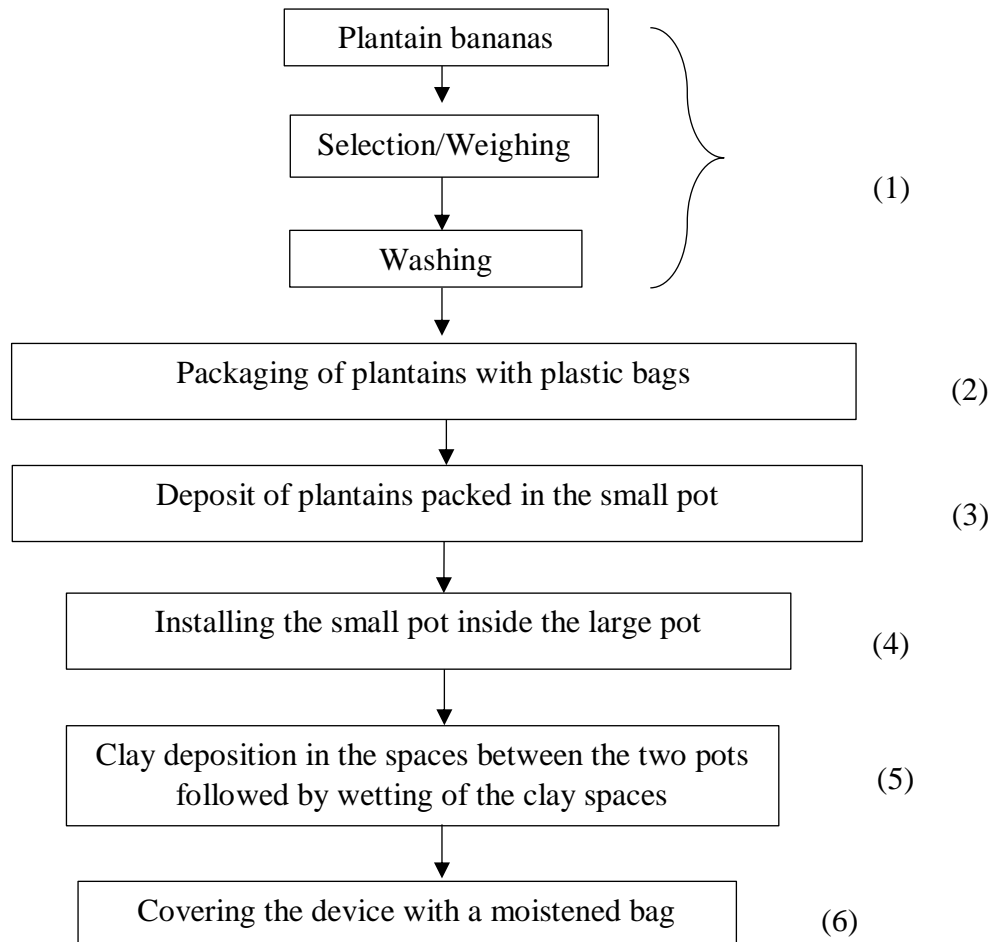 Plantain bananas
Selection/Weighing
(1)
Washing
Packaging of plantains with plastic bags
(2)
Deposit of plantains packed in the small pot
(3)
Installing the small pot inside the large pot
(4)
Clay deposition in the spaces between the two pots
followed by wetting of the clay spaces
(5)
Covering the device with a moistened bag
(6)